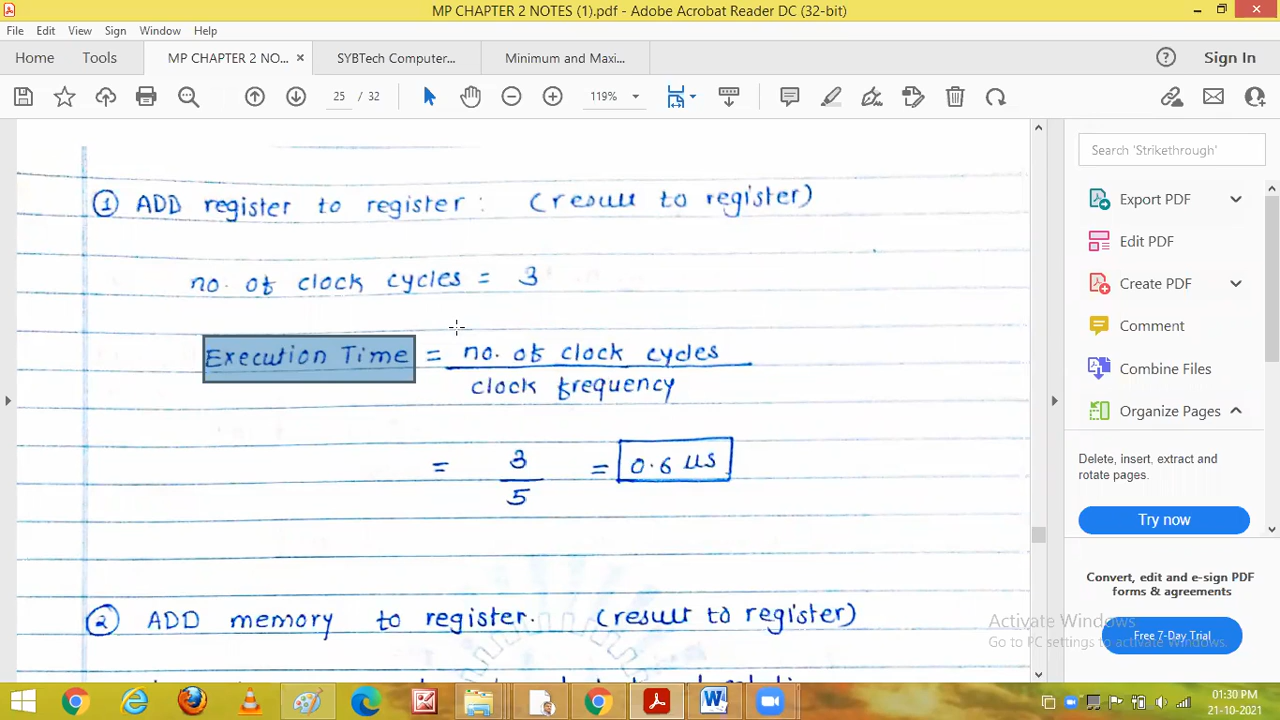 MP CHAPTER 2 NOTES (1).pdf - Adobe Acrobat Reader DC (32-bit)
File Edit View Sign Window Help
Home Tools MP CHAPTER 2 NO... × SYBTech Computer... Minimum and Maxi... Sign In
25 / 32 119%
Search 'Strikethrough'
Export PDF
Edit PDF
Create PDF
Comment
Combine Files
Organize Pages
Delete, insert, extract and
rotate pages.
Try now
Convert, edit and e-sign PDF
forms & agreements
Free 7-Day Trial
① ADD register to register: (result to register)
no. of clock cycles = 3
Execution Time = no. of clock cycles
clock frequency
= 3 = 0.6 us
5
② ADD memory to register. (result to register)
Activate Windows
Go to PC settings to activate Windows.
01:30 PM
21-10-2021